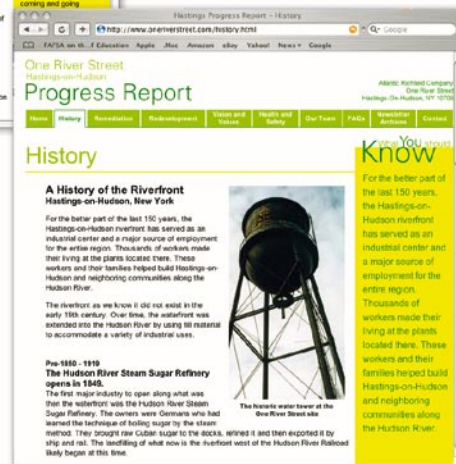 coming and going
of
Hastings Progress Report – History
http://www.oneriverstreet.com/history.html
Google
FAFSA on th...f Education Apple .Mac Amazon eBay Yahoo! News Google
One River Street
Hastings-on-Hudson
Progress Report
Atlantic Richfield Company
One River Street
Hastings-On-Hudson, NY 10706
Home History Remediation Redevelopment Vision and Values Health and Safety Our Team FAQs Newsletter Archives Contact
History
What You should
Know
A History of the Riverfront
Hastings-on-Hudson, New York
For the better part of the last 150 years, the
Hastings-on-Hudson riverfront has served as an
industrial center and a major source of employment
for the entire region. Thousands of workers made
their living at the plants located there. These
workers and their families helped build Hastings-on-
Hudson and neighboring communities along the
Hudson River.
The riverfront as we know it did not exist in the
early 19th century. Over time, the waterfront was
extended into the Hudson River by using fill material
to accommodate a variety of industrial uses.
Pre-1850 - 1919
The Hudson River Steam Sugar Refinery
opens in 1849.
The first major industry to open along what was
then the waterfront was the Hudson River Steam
Sugar Refinery. The owners were Germans who had
learned the technique of boiling sugar by the steam
method. They brought raw Cuban sugar to the docks, refined it and then exported it by
ship and rail. The landfilling of what now is the riverfront west of the Hudson River Railroad
likely began at this time.
The historic water tower at the
One River Street site
For the better part of
the last 150 years,
the Hastings-on-
Hudson riverfront
has served as an
industrial center and
a major source of
employment for the
entire region.
Thousands of
workers made their
living at the plants
located there. These
workers and their
families helped build
Hastings-on-Hudson
and neighboring
communities along
the Hudson River.